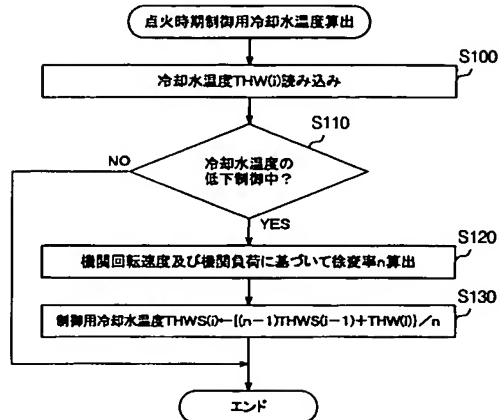 点火時期制御用冷却水温度算出
S100
冷却水温度THW(i)読み込み
S110
冷却水温度の
低下制御中？
NO
YES
S120
機関回転速度及び機関負荷に基づいて徐変率n算出
S130
制御用冷却水温度THWS(i)←{(n−1)THWS(i−1)+THW(i)}／n
エンド